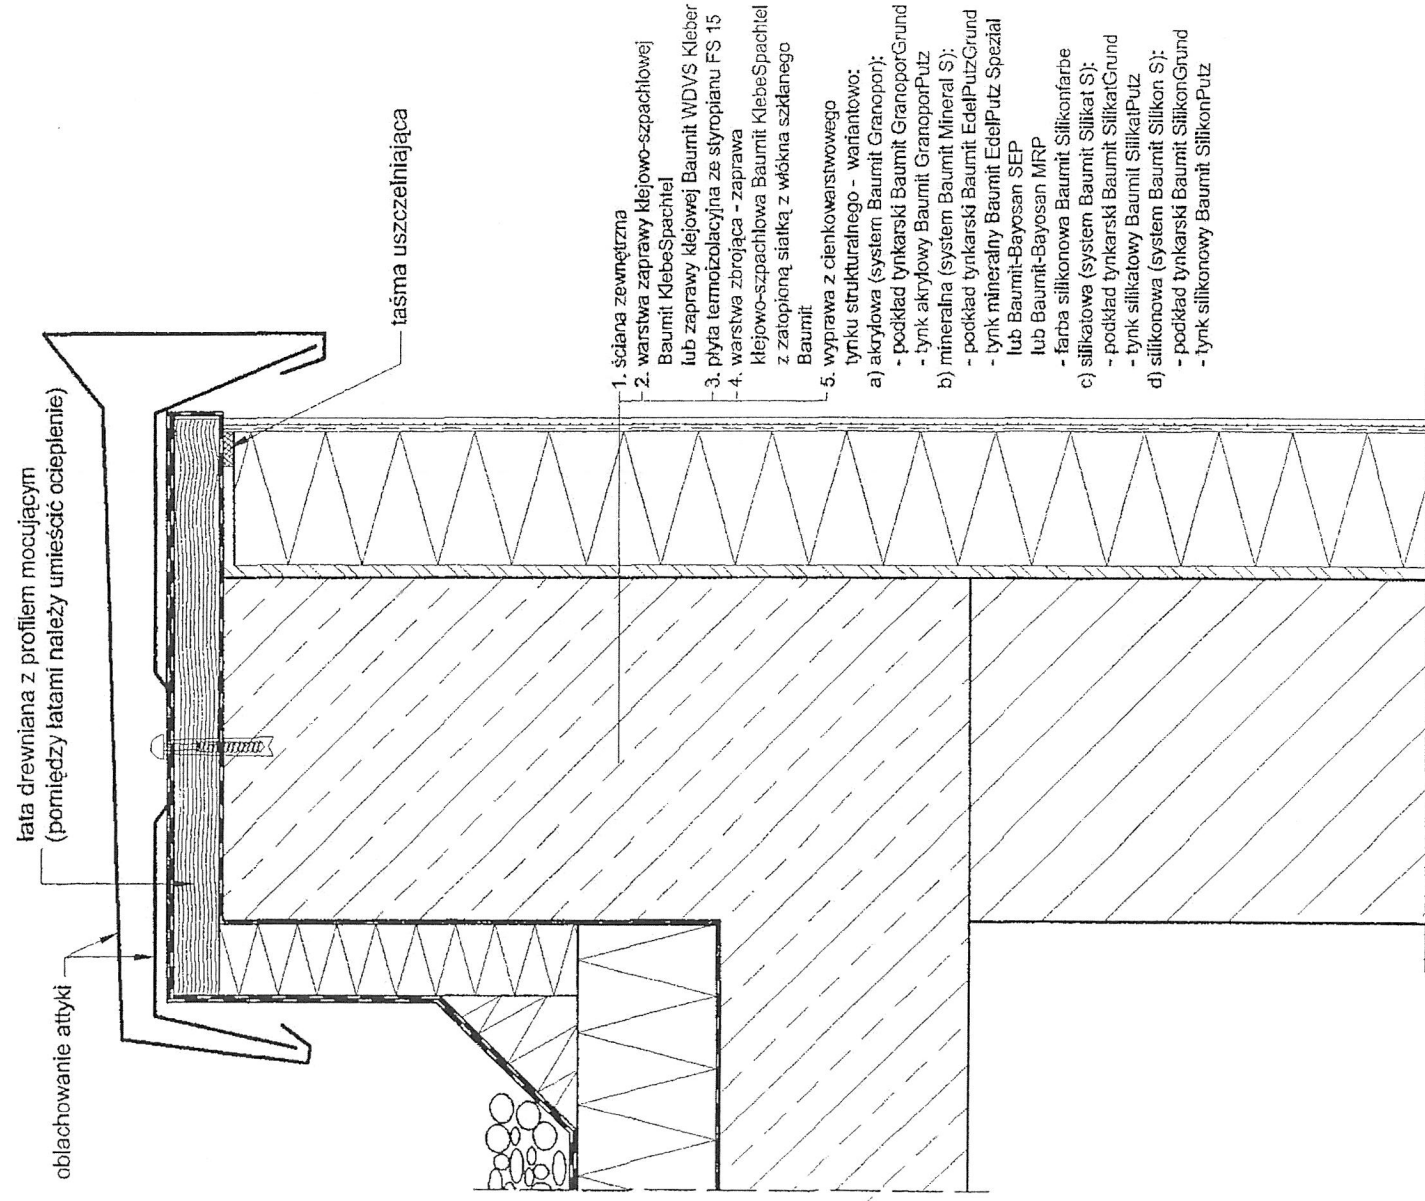 oblachowanie attyki
łata drewniana z profilem mocującym
(pomiędzy łatami należy umieścić ocieplenie)
taśma uszczelniająca
1. ściana zewnętrzna
2. warstwa zaprawy klejowo-szpachlowej
Baumit KlebeSpachtel
lub zaprawy klejowej Baumit WDVS Kleber
3. płyta termoizolacyjna ze styropianu FS 15
4. warstwa zbrojąca - zaprawa
klejowo-szpachlowa Baumit KlebeSpachtel
z zatopioną siatką z włókna szklanego
Baumit
5. wyprawa z cienkowarstwowego
tynku strukturalnego - wariantowo:
a) akrylowa (system Baumit Granopor):
- podkład tynkarski Baumit GranoporGrund
- tynk akrylowy Baumit GranoporPutz
b) mineralna (system Baumit Mineral S):
- podkład tynkarski Baumit EdelPutzGrund
- tynk mineralny Baumit EdelPutz Spezial
lub Baumit-Bayosan SEP
lub Baumit-Bayosan MRP
- farba silikonowa Baumit Silikonfarbe
c) silikatowa (system Baumit Silikat S):
- podkład tynkarski Baumit SilikatGrund
- tynk silikatowy Baumit SilikatPutz
d) silikonowa (system Baumit Silikon S):
- podkład tynkarski Baumit SilikonGrund
- tynk silikonowy Baumit SilikonPutz